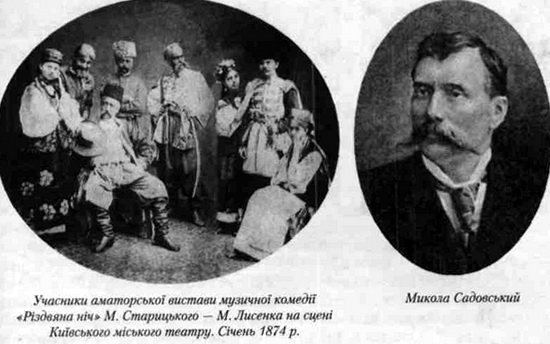 Учасники аматорської вистави музичної комедії
«Різдвяна ніч» М. Старицького — М. Лисенка на сцені
Київського міського театру. Січень 1874 р.
Микола Садовський